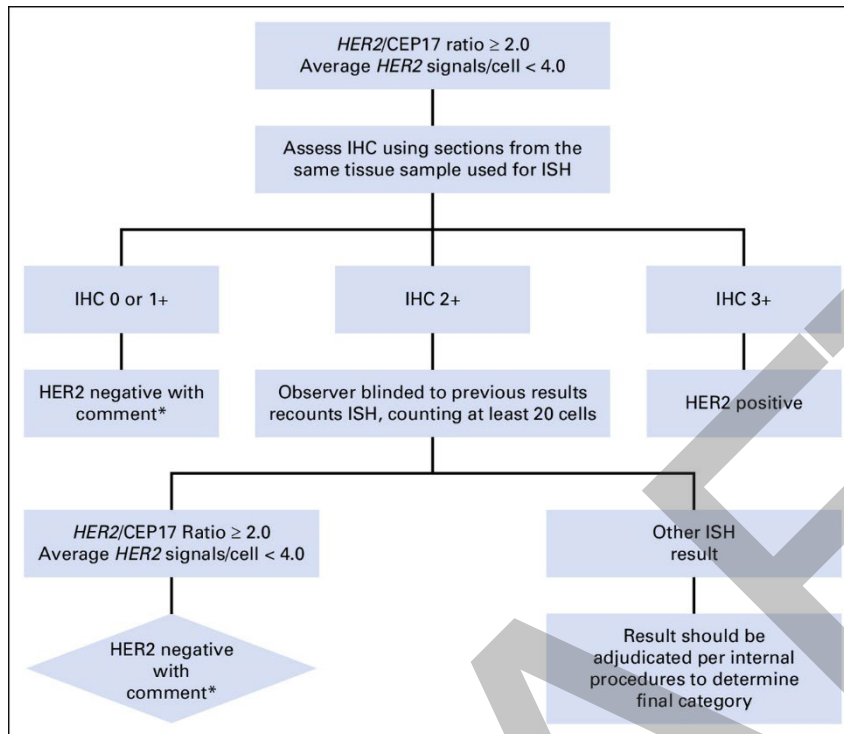 HER2/CEP17 ratio ≥ 2.0
Average HER2 signals/cell < 4.0
Assess IHC using sections from the
same tissue sample used for ISH
IHC 0 or 1+
IHC 2+
IHC 3+
HER2 negative with
comment*
Observer blinded to previous results
recounts ISH, counting at least 20 cells
HER2 positive
HER2/CEP17 Ratio ≥ 2.0
Average HER2 signals/cell < 4.0
Other ISH
result
HER2 negative
with
comment*
Result should be
adjudicated per internal
procedures to determine
final category